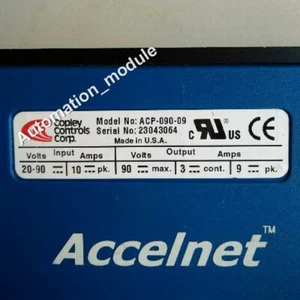 Automation_module
Copley Controls Corp.
Model No: ACP-090-09
Serial No: 23043064
Made in U.S.A.
c RU US CE
Input Output
Volts Amps Volts Amps
20-90 10 pk. 90 max. 3 cont. 9 pk.
Accelnet™